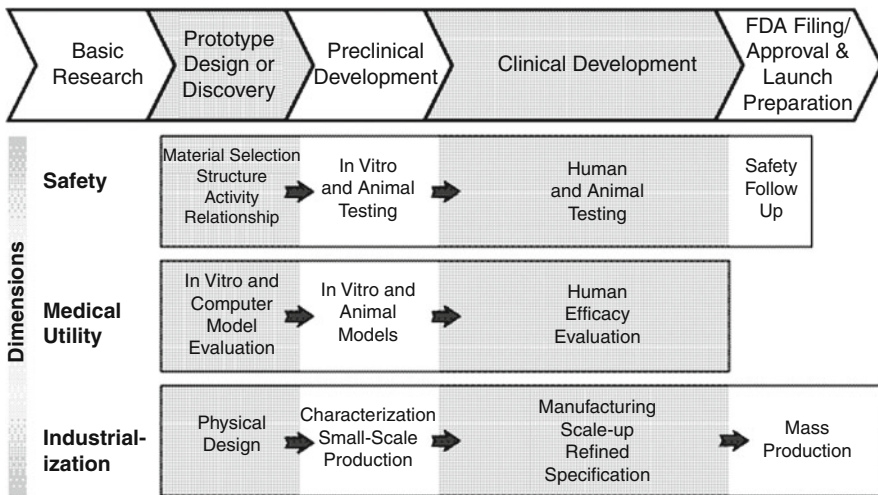 Basic
Research
Prototype
Design or
Discovery
Preclinical
Development
Clinical Development
FDA Filing/
Approval &
Launch
Preparation
Dimensions
Safety
Material Selection
Structure
Activity
Relationship
In Vitro
and Animal
Testing
Human
and Animal
Testing
Safety
Follow
Up
Medical
Utility
In Vitro and
Computer
Model
Evaluation
In Vitro and
Animal
Models
Human
Efficacy
Evaluation
Industrial-
ization
Physical
Design
Characterization
Small-Scale
Production
Manufacturing
Scale-up
Refined
Specification
Mass
Production